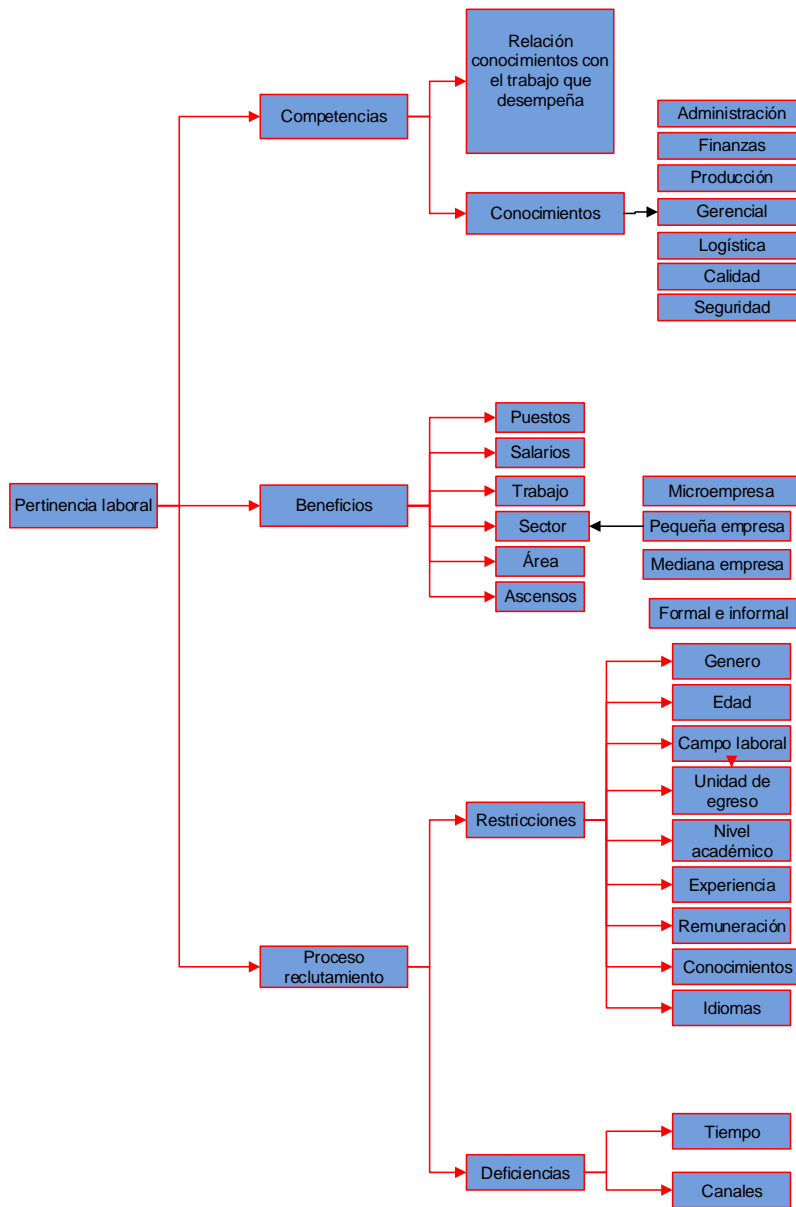 Relación
conocimientos con
el trabajo que
desempeña
Competencias
Administración
Finanzas
Producción
Conocimientos
Gerencial
Logística
Calidad
Seguridad
Pertinencia laboral
Beneficios
Puestos
Salarios
Trabajo
Sector
Área
Ascensos
Microempresa
Pequeña empresa
Mediana empresa
Formal e informal
Proceso
reclutamiento
Restricciones
Genero
Edad
Campo laboral
Unidad de
egreso
Nivel
académico
Experiencia
Remuneración
Conocimientos
Idiomas
Deficiencias
Tiempo
Canales